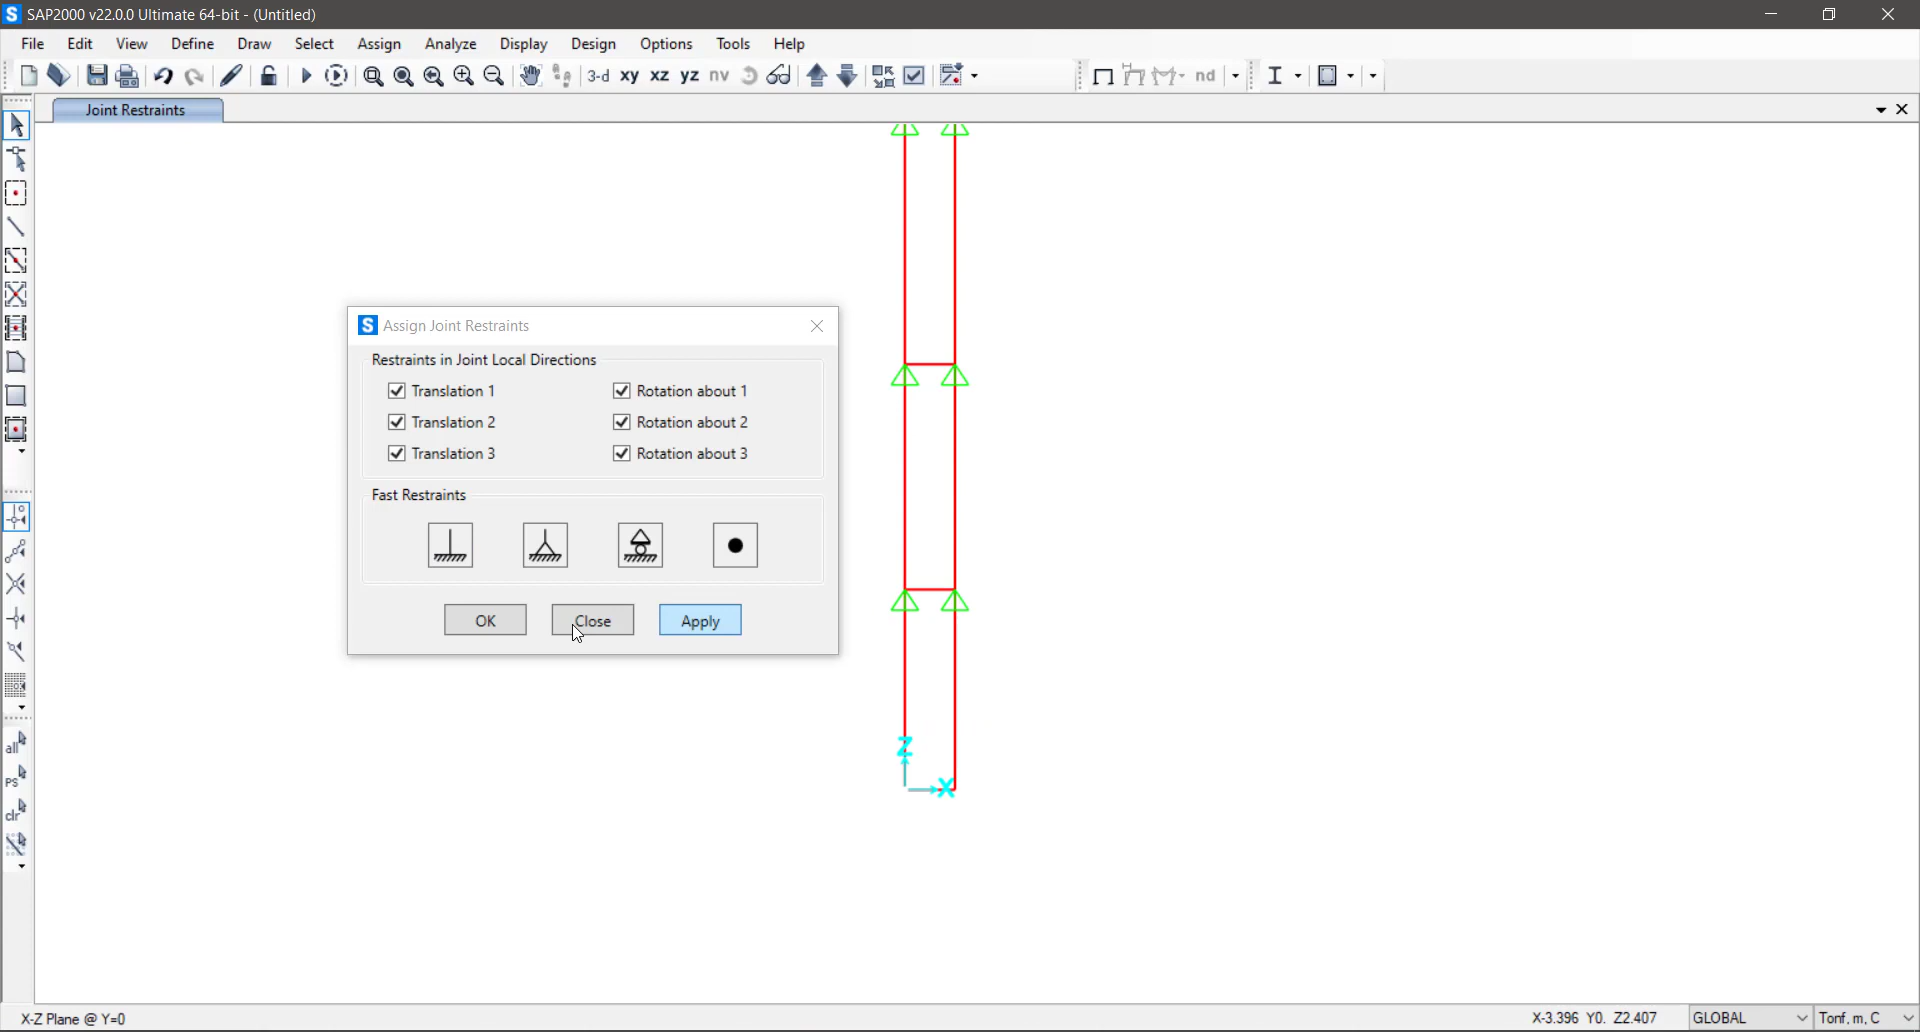 SAP2000 v22.0.0 Ultimate 64-bit - (Untitled)
File Edit View Define Draw Select Assign Analyze Display Design Options Tools Help
3-d xy xz yz nv nd
Joint Restraints
Assign Joint Restraints
Restraints in Joint Local Directions
Translation 1 Rotation about 1
Translation 2 Rotation about 2
Translation 3 Rotation about 3
Fast Restraints
OK Close Apply
Z
X
all
PS
clr
X-Z Plane @ Y=0 X-3.396 Y0. Z2.407 GLOBAL Tonf, m, C